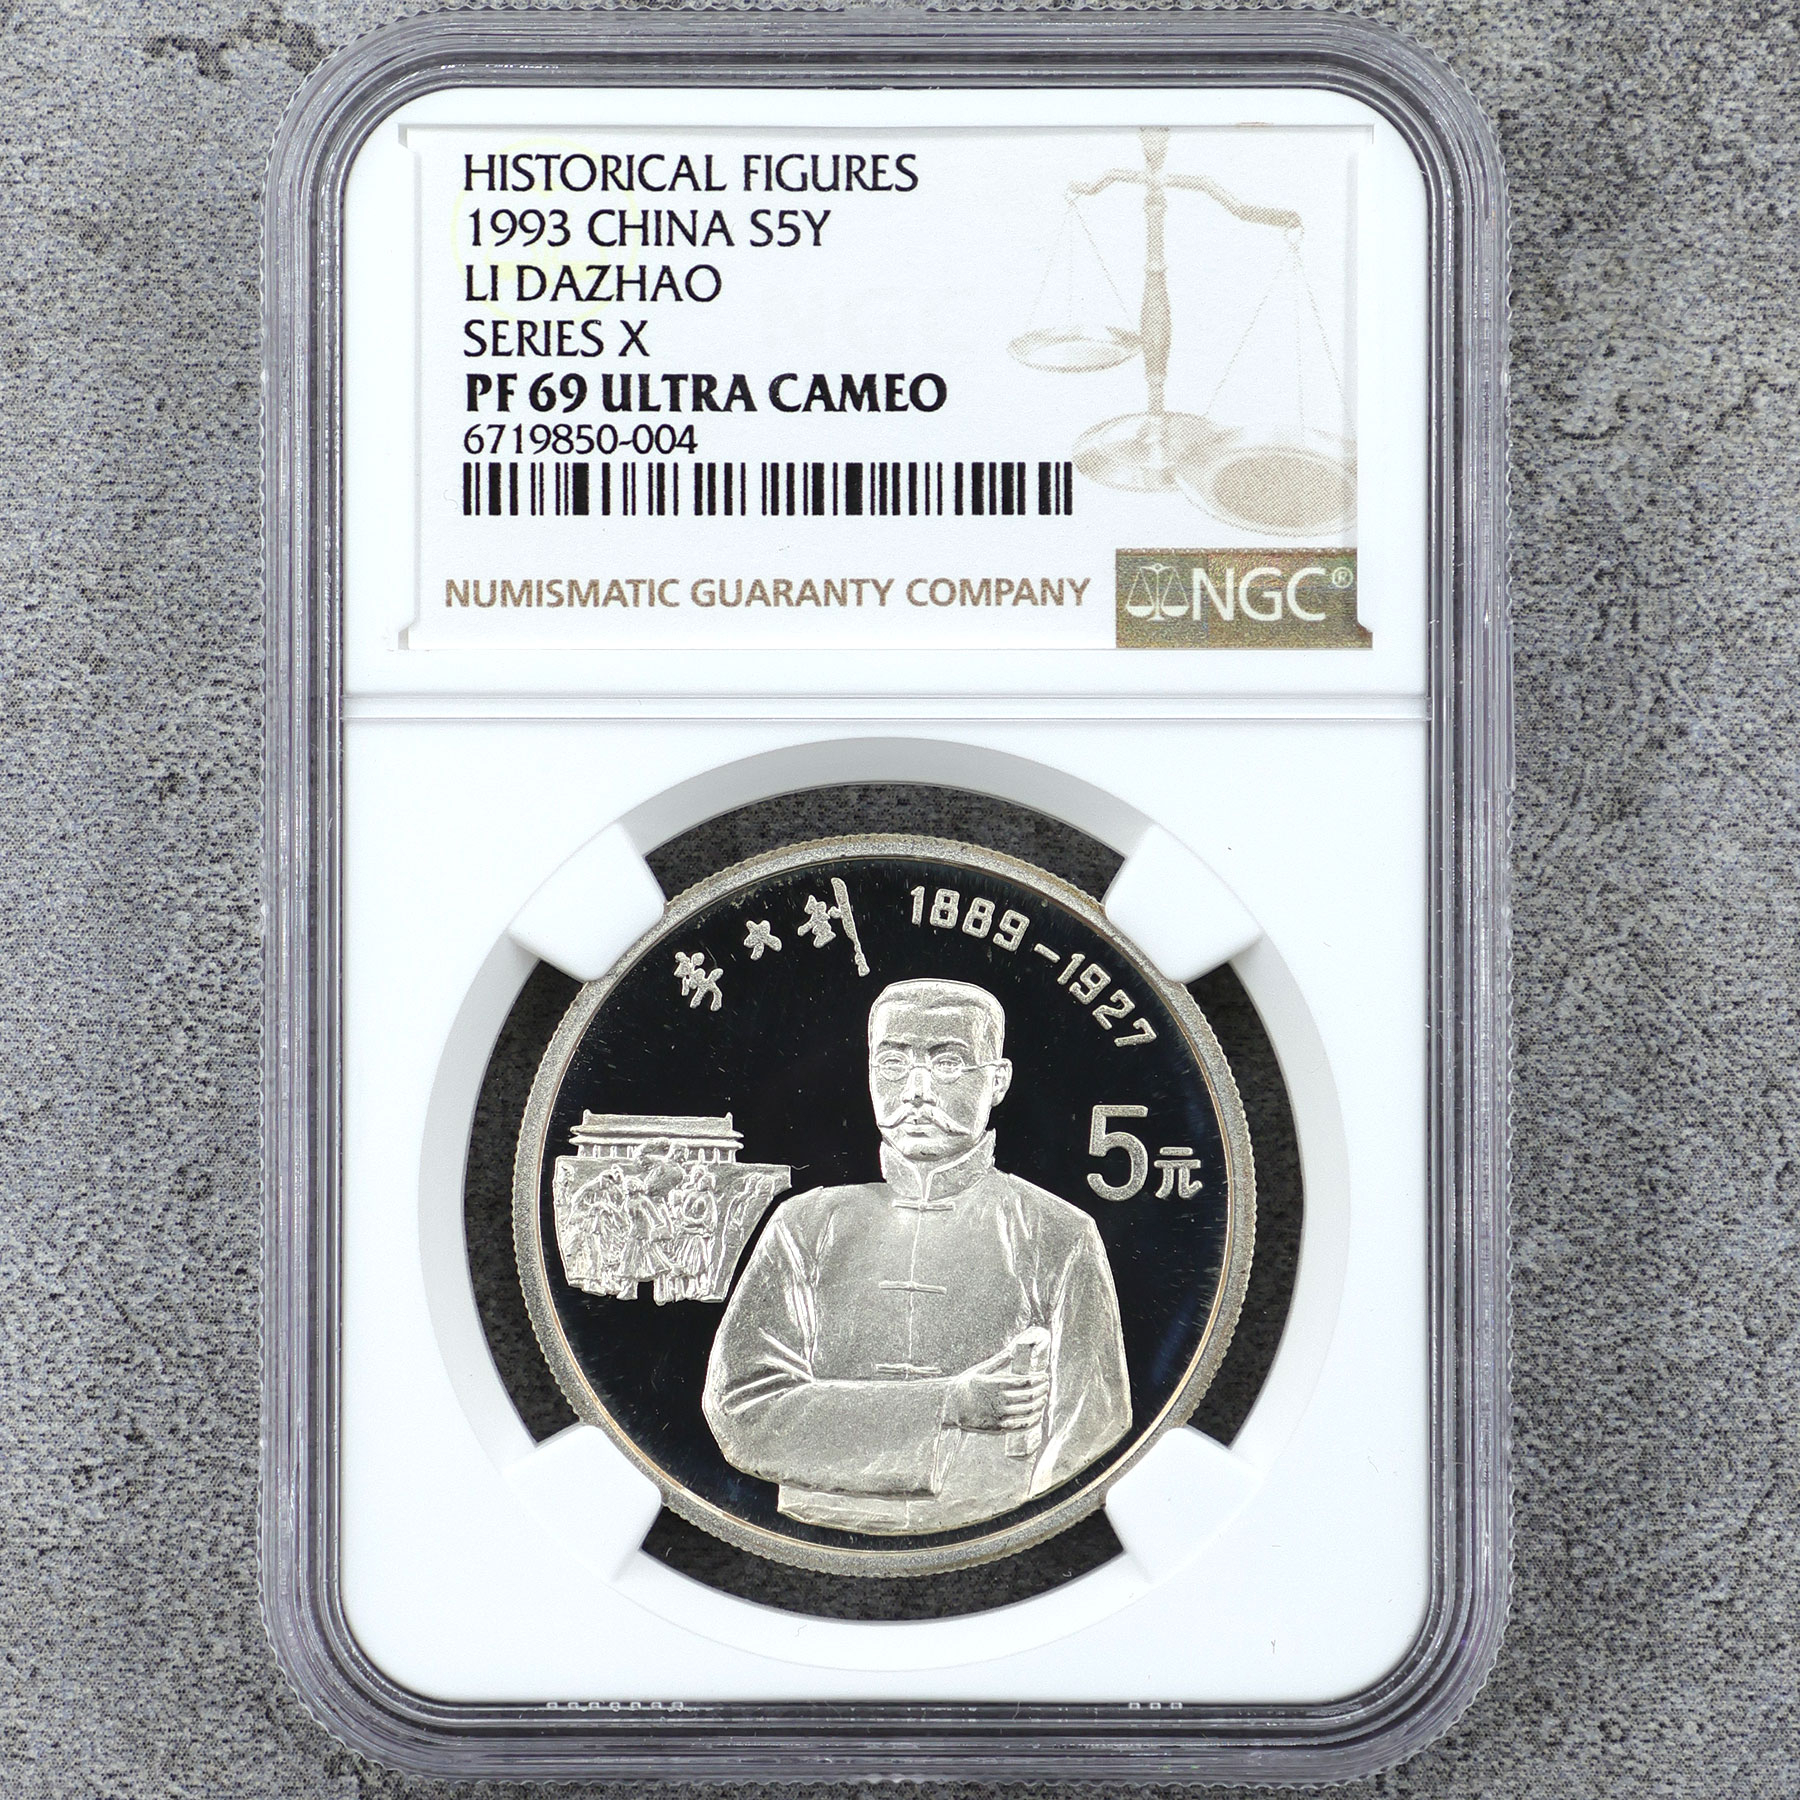 HISTORICAL FIGURES
1993 CHINA S5Y
LI DAZHAO
SERIES X
PF 69 ULTRA CAMEO
6719850-004
NUMISMATIC GUARANTY COMPANY
NGC®
李大钊 1889-1927
5元